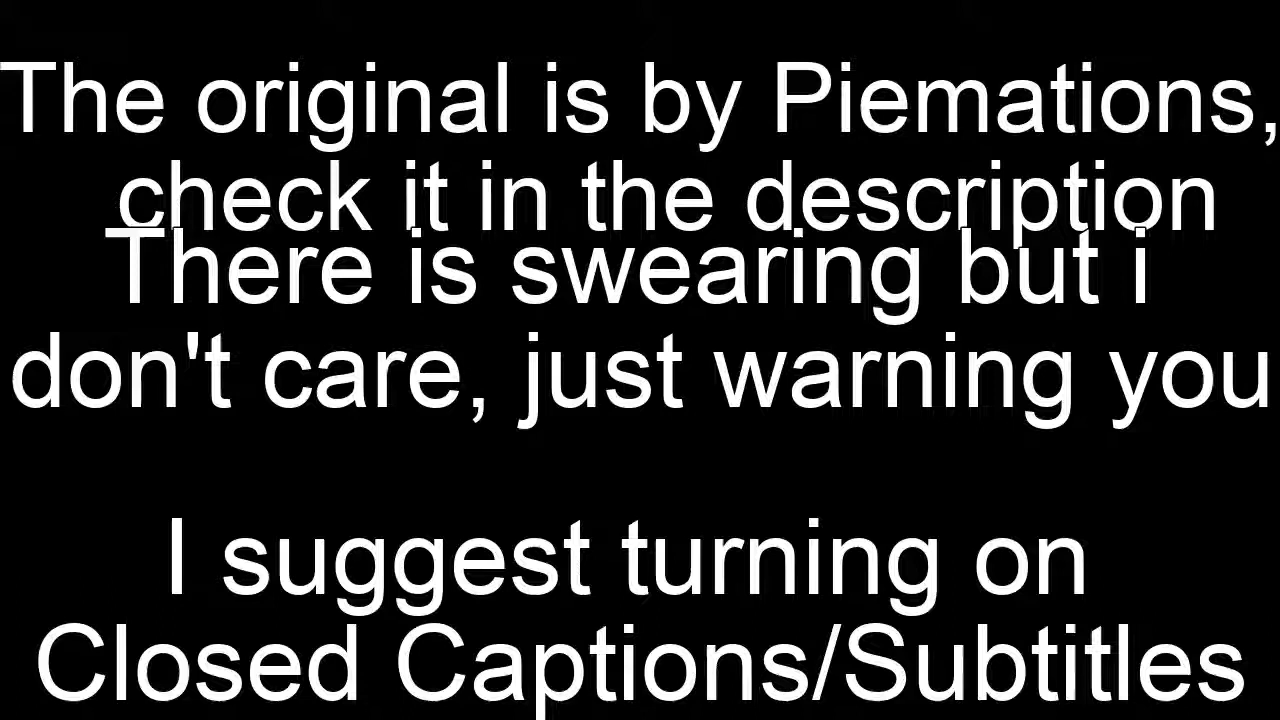 The original is by Piemations,
check it in the description
There is swearing but i
don't care, just warning you
I suggest turning on
Closed Captions/Subtitles